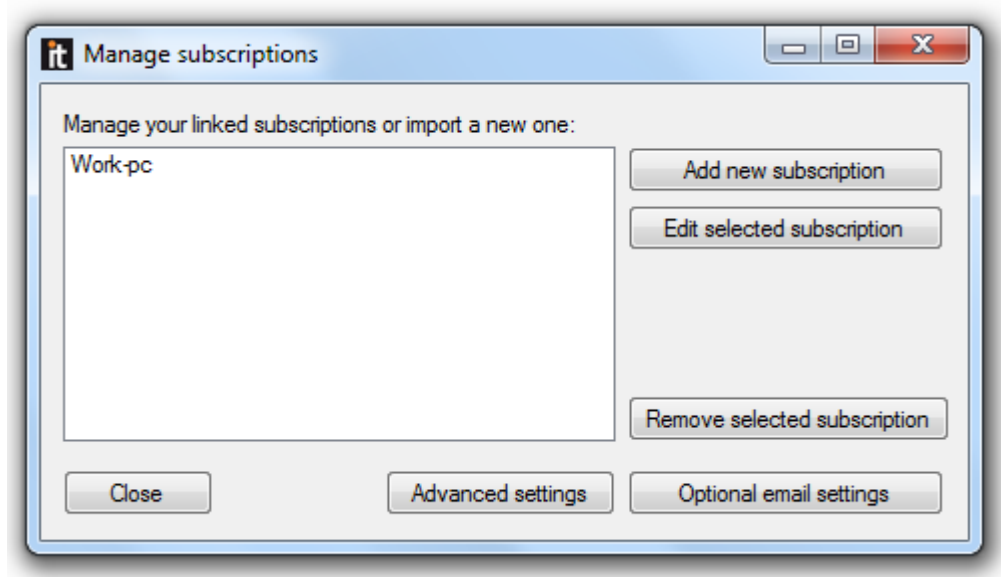 it Manage subscriptions
Manage your linked subscriptions or import a new one:
Work-pc
Add new subscription
Edit selected subscription
Remove selected subscription
Close
Advanced settings
Optional email settings